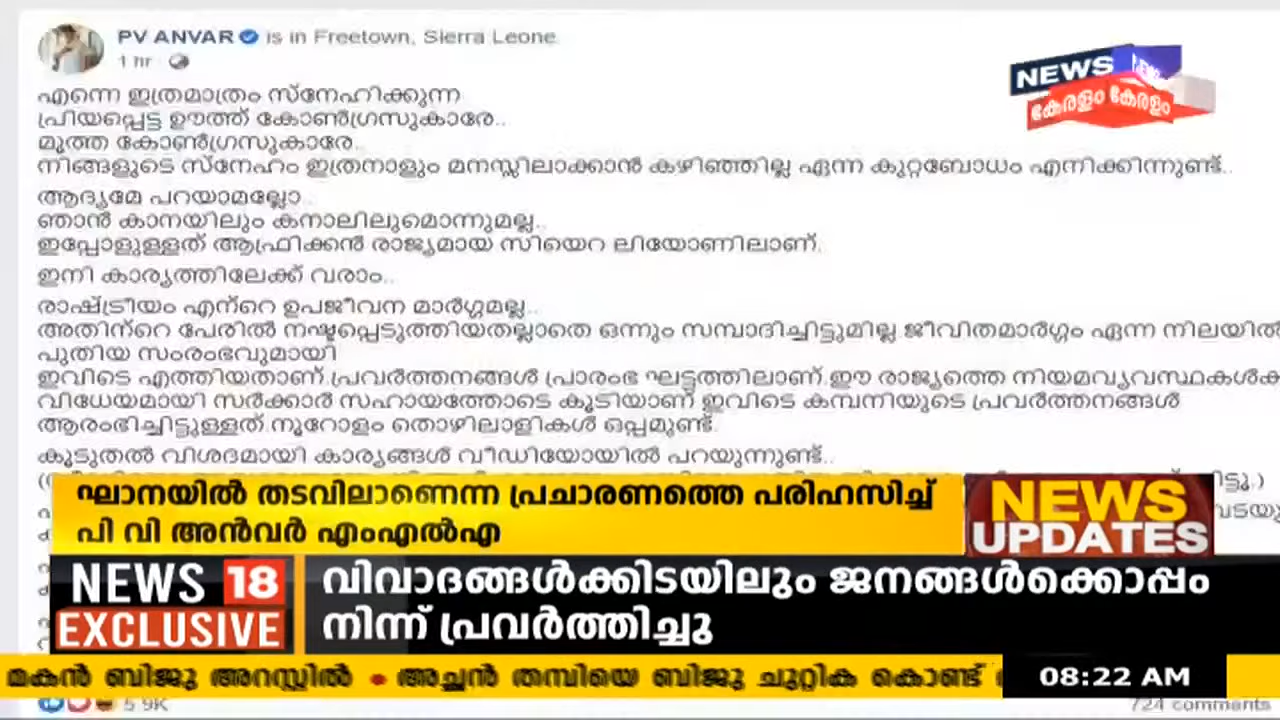 PV ANVAR is in Freetown, Sierra Leone.
1 hr
എന്നെ ഇത്രമാത്രം സ്നേഹിക്കുന്ന
പ്രിയപ്പെട്ട ഊത്ത് കോൺഗ്രസുകാരേ..
മൂത്ത കോൺഗ്രസുകാരേ..
നിങ്ങളുടെ സ്നേഹം ഇത്രനാളും മനസ്സിലാക്കാൻ കഴിഞ്ഞില്ല ഏന്ന കുറ്റബോധം എനിക്കിന്നുണ്ട്..
ആദ്യമേ പറയാമല്ലോ..
ഞാൻ കാനയിലും കനാലിലുമൊന്നുമല്ല..
ഇപ്പോളുള്ളത് ആഫ്രിക്കൻ രാജ്യമായ സിയെറ ലിയോണിലാണ്.
ഇനി കാര്യത്തിലേക്ക് വരാം..
രാഷ്ട്രീയം എന്റെ ഉപജീവന മാർഗ്ഗമല്ല..
അതിന്റെ പേരിൽ നഷ്ടപ്പെടുത്തിയതല്ലാതെ ഒന്നും സമ്പാദിച്ചിട്ടുമില്ല ജീവിതമാർഗ്ഗം ഏന്ന നിലയിൽ
പുതിയ സംരംഭവുമായി
ഇവിടെ എത്തിയതാണ്.പ്രവർത്തനങ്ങൾ പ്രാരംഭ ഘട്ടത്തിലാണ്.ഈ രാജ്യത്തെ നിയമവ്യവസ്ഥകൾക്ക
വിധേയമായി സർക്കാർ സഹായത്തോടെ കൂടിയാണ് ഇവിടെ കമ്പനിയുടെ പ്രവർത്തനങ്ങൾ
ആരംഭിച്ചിട്ടുള്ളത്.നൂറോളം തൊഴിലാളികൾ ഒപ്പമുണ്ട്.
കൂടുതൽ വിശദമായി കാര്യങ്ങൾ വീഡിയോയിൽ പറയുന്നുണ്ട്..
NEWS
കേരളം കേരളം
ഘാനയിൽ തടവിലാണെന്ന പ്രചാരണത്തെ പരിഹസിച്ച്
പി വി അൻവർ എംഎൽഎ
NEWS
UPDATES
NEWS 18
EXCLUSIVE
വിവാദങ്ങൾക്കിടയിലും ജനങ്ങൾക്കൊപ്പം
നിന്ന് പ്രവർത്തിച്ചു
മകൻ ബിജു അറസ്റ്റിൽ • അച്ഛൻ തമ്പിയെ ബിജു ചുറ്റിക കൊണ്ട്
08:22 AM
5.9K
724 comments